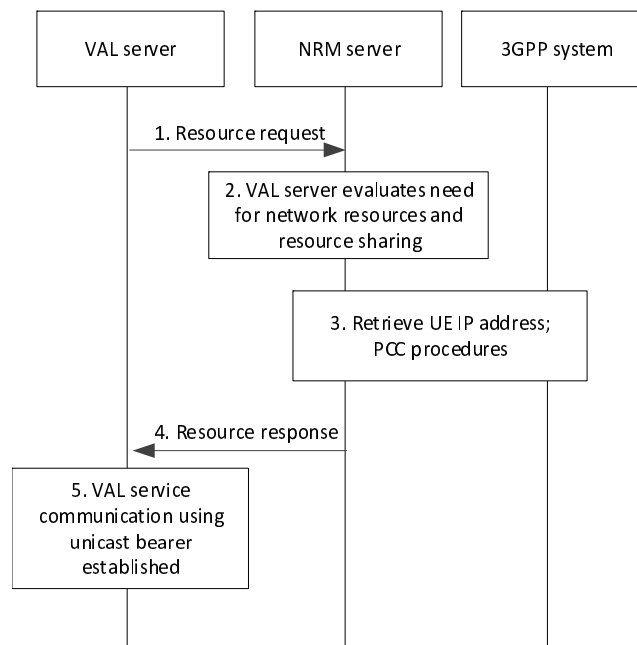 VAL server
NRM server
3GPP system
1. Resource request
2. VAL server evaluates need
for network resources and
resource sharing
3. Retrieve UE IP address;
PCC procedures
4. Resource response
5. VAL service
communication using
unicast bearer
established